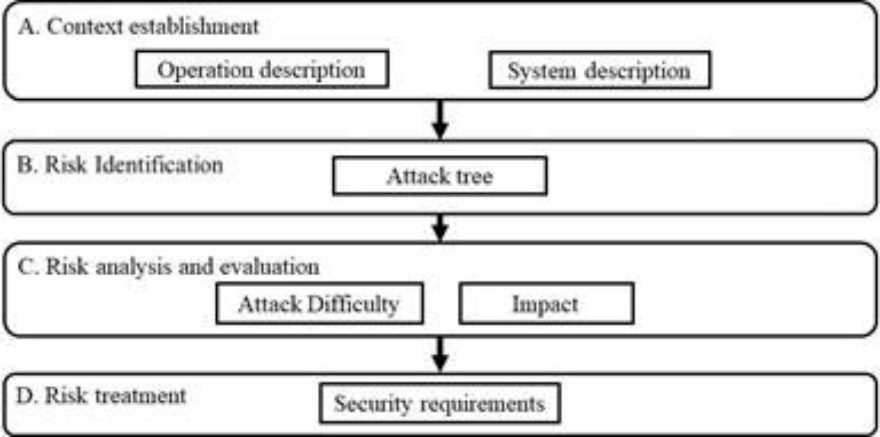 A. Context establishment
Operation description
System description
B. Risk Identification
Attack tree
C. Risk analysis and evaluation
Attack Difficulty
Impact
D. Risk treatment
Security requirements